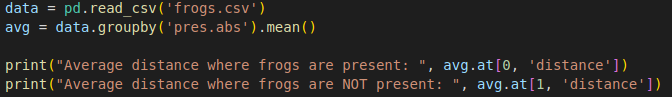 data = pd.read_csv('frogs.csv')
avg = data.groupby('pres.abs').mean()
print("Average distance where frogs are present: ", avg.at[0, 'distance'])
print("Average distance where frogs are NOT present: ", avg.at[1, 'distance'])